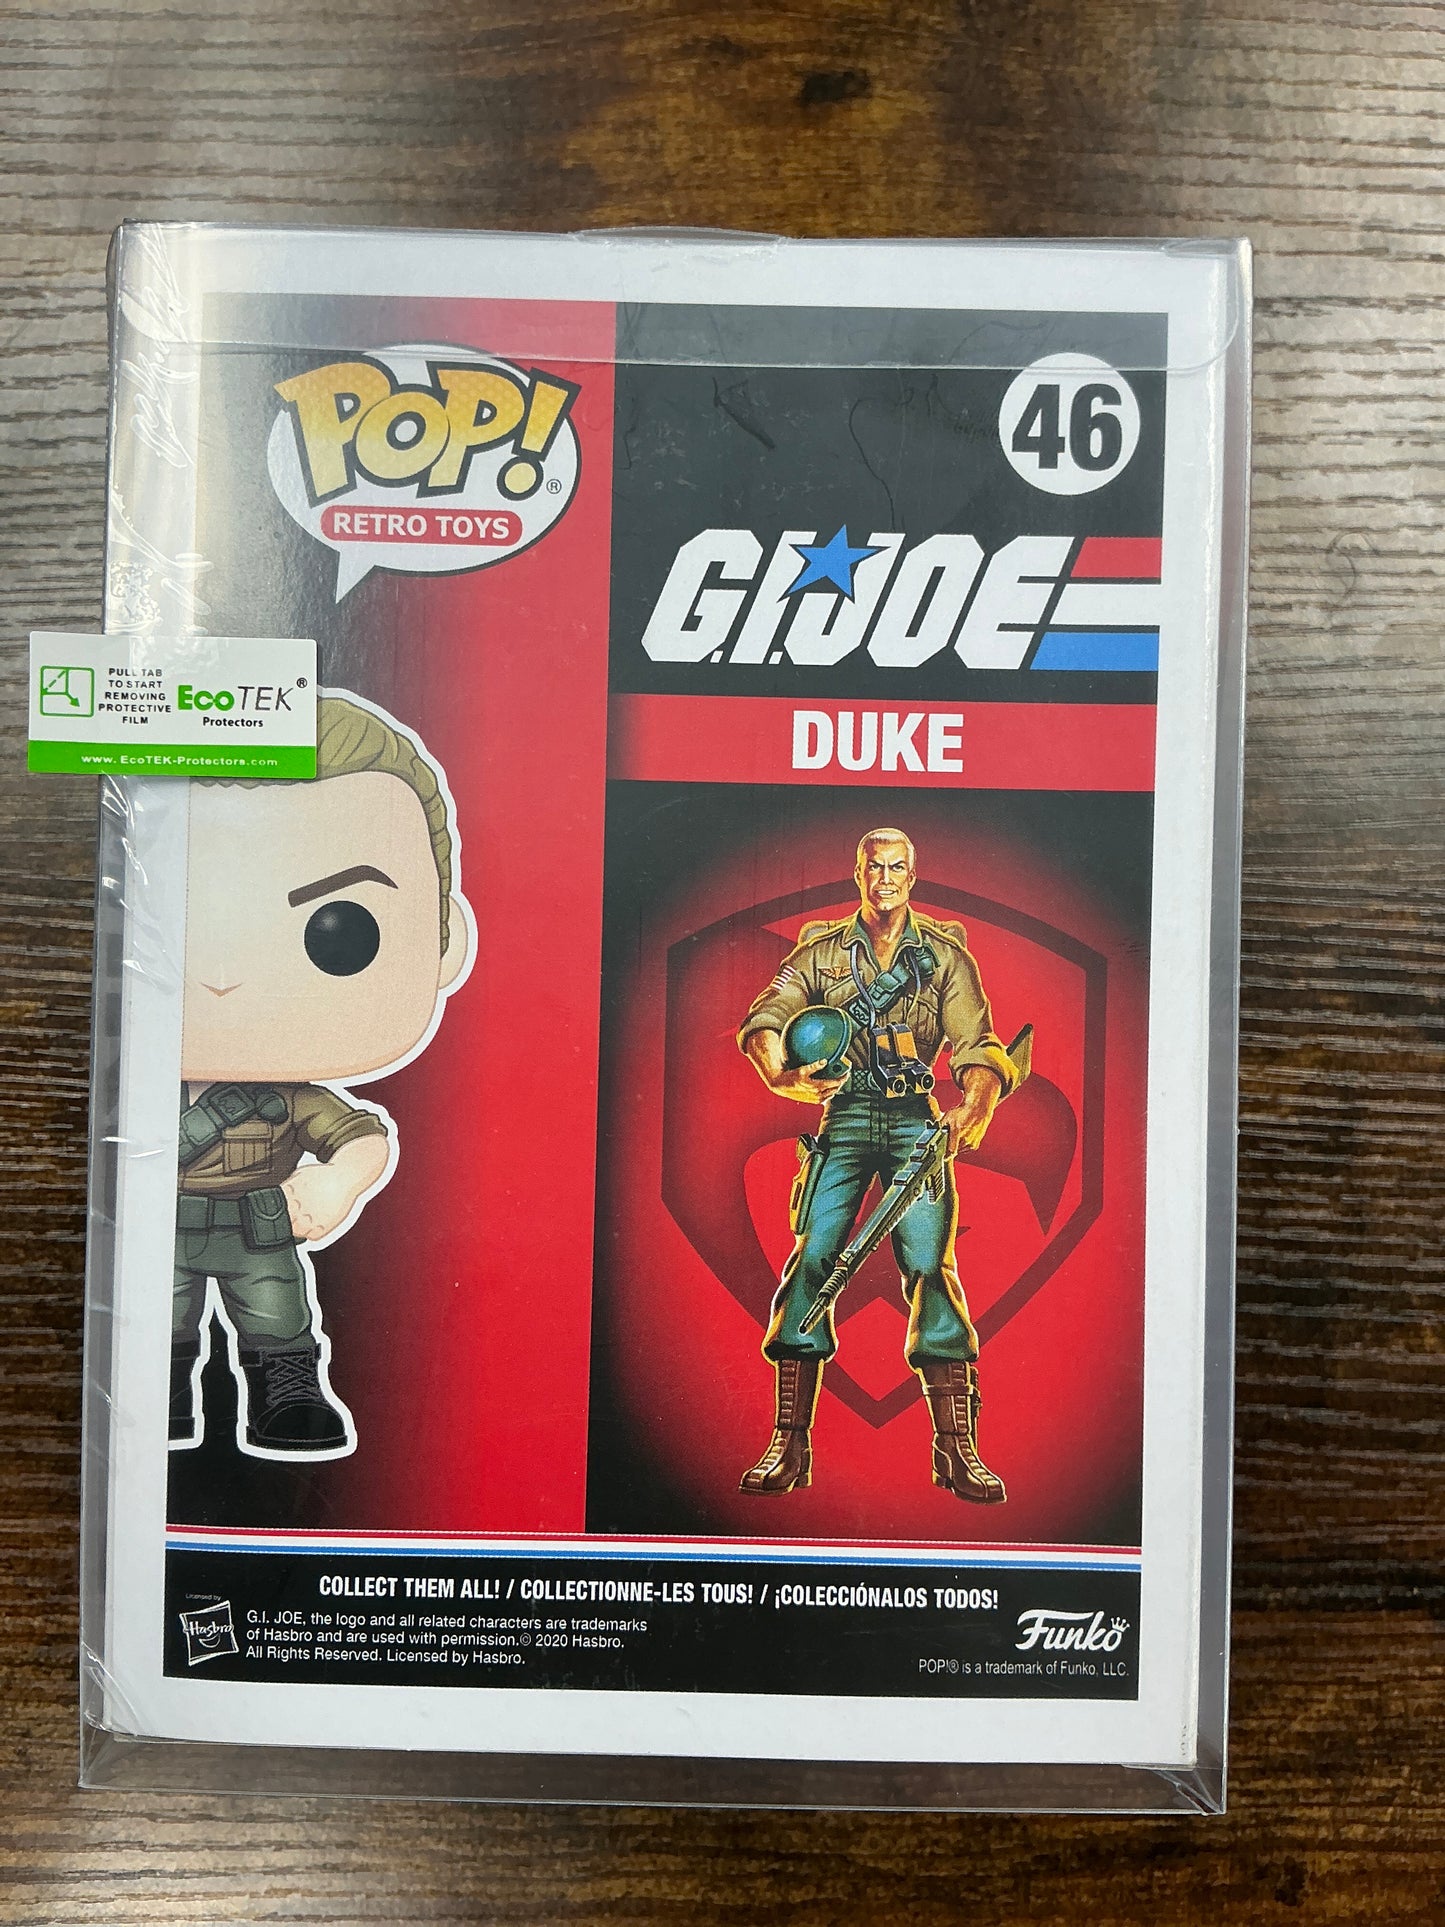 POP!®
RETRO TOYS
46
G.I. JOE
DUKE
PULL TAB
TO START
REMOVING
PROTECTIVE
FILM
EcoTEK®
Protectors
www.EcoTEK-Protectors.com
COLLECT THEM ALL! / COLLECTIONNE-LES TOUS! / ¡COLECCIÓNALOS TODOS!
Licensed by
Hasbro
G.I. JOE, the logo and all related characters are trademarks
of Hasbro and are used with permission.© 2020 Hasbro.
All Rights Reserved. Licensed by Hasbro.
Funko
POP!® is a trademark of Funko, LLC.